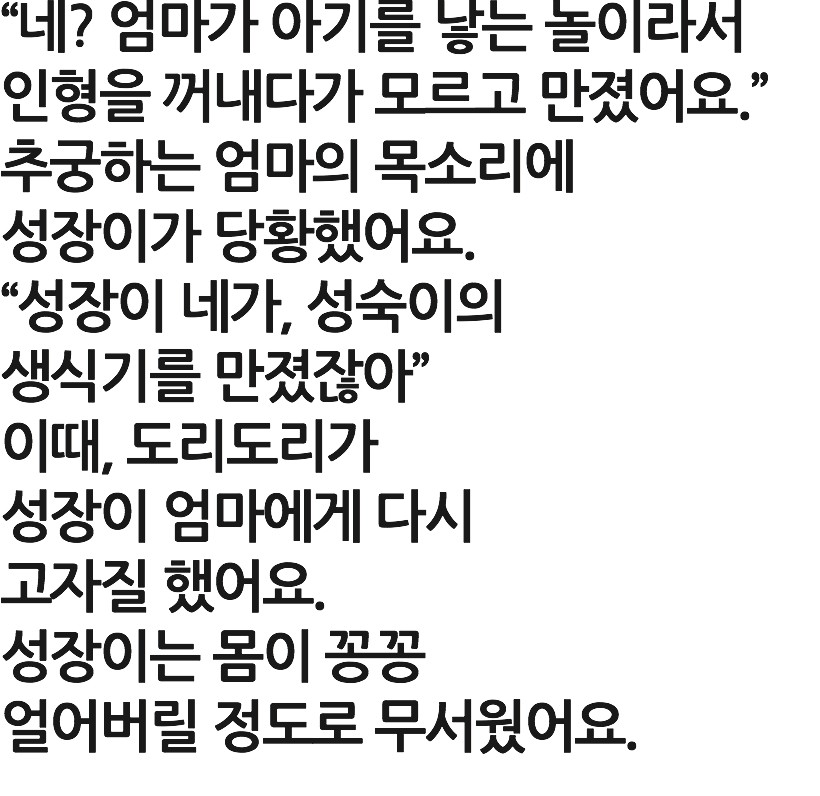 “네? 엄마가 아기를 낳는 놀이라서
인형을 꺼내다가 모르고 만졌어요.”
추궁하는 엄마의 목소리에
성장이가 당황했어요.
“성장이 네가, 성숙이의
생식기를 만졌잖아”
이때, 도리도리가
성장이 엄마에게 다시
고자질 했어요.
성장이는 몸이 꽁꽁
얼어버릴 정도로 무서웠어요.